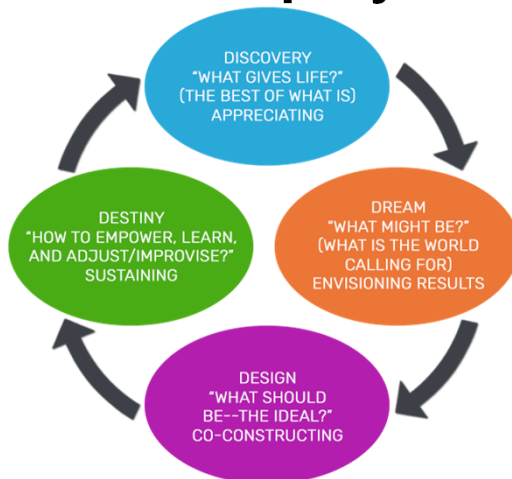 DISCOVERY
“WHAT GIVES LIFE?”
(THE BEST OF WHAT IS)
APPRECIATING
DREAM
“WHAT MIGHT BE?”
(WHAT IS THE WORLD
CALLING FOR)
ENVISIONING RESULTS
DESIGN
“WHAT SHOULD
BE--THE IDEAL?”
CO-CONSTRUCTING
DESTINY
“HOW TO EMPOWER, LEARN,
AND ADJUST/IMPROVISE?”
SUSTAINING